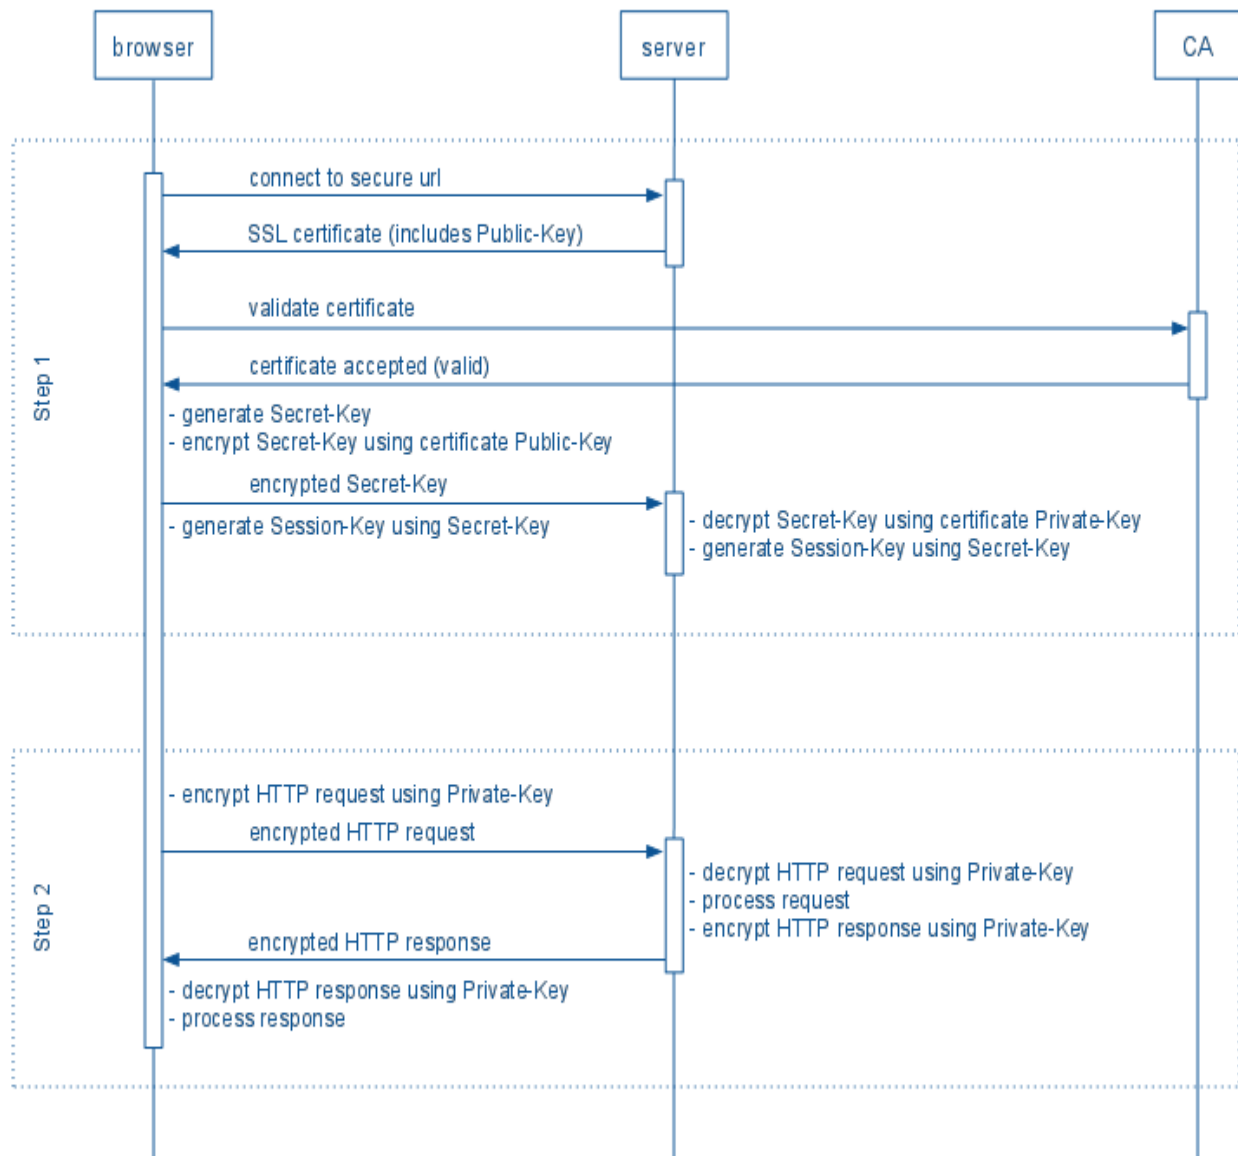 browser
server
CA
Step 1
connect to secure url
SSL certificate (includes Public-Key)
validate certificate
certificate accepted (valid)
- generate Secret-Key
- encrypt Secret-Key using certificate Public-Key
encrypted Secret-Key
- generate Session-Key using Secret-Key
- decrypt Secret-Key using certificate Private-Key
- generate Session-Key using Secret-Key
Step 2
- encrypt HTTP request using Private-Key
encrypted HTTP request
- decrypt HTTP request using Private-Key
- process request
- encrypt HTTP response using Private-Key
encrypted HTTP response
- decrypt HTTP response using Private-Key
- process response